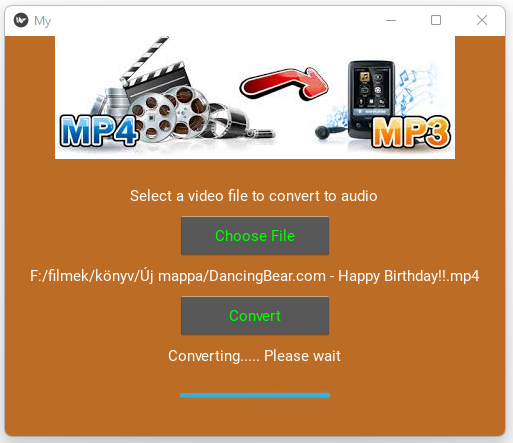 My
MP4
MP3
Select a video file to convert to audio
Choose File
F:/filmek/könyv/Új mappa/DancingBear.com - Happy Birthday!!.mp4
Convert
Converting..... Please wait